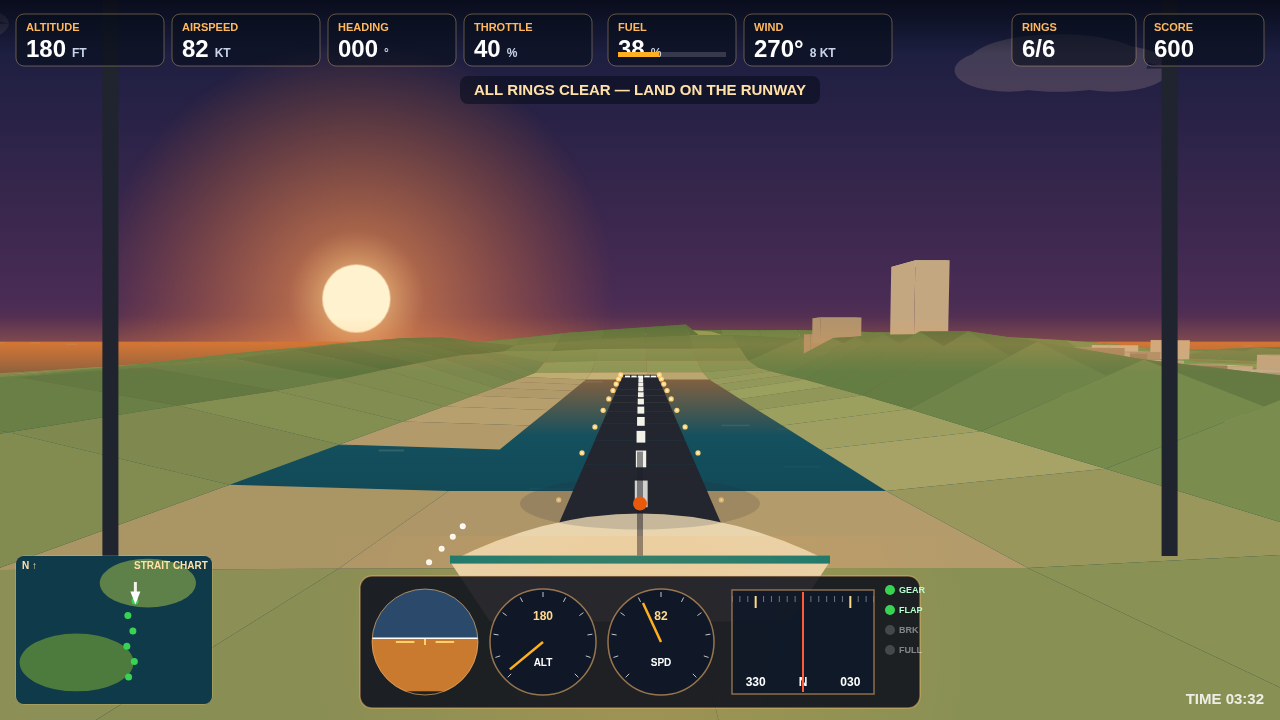 ALTITUDE
180 FT
AIRSPEED
82 KT
HEADING
000 °
THROTTLE
40 %
FUEL
38 %
WIND
270° 8 KT
RINGS
6/6
SCORE
600
ALL RINGS CLEAR — LAND ON THE RUNWAY
N ↑ STRAIT CHART
180
ALT
82
SPD
330 N 030
GEAR
FLAP
BRK
FULL
TIME 03:32